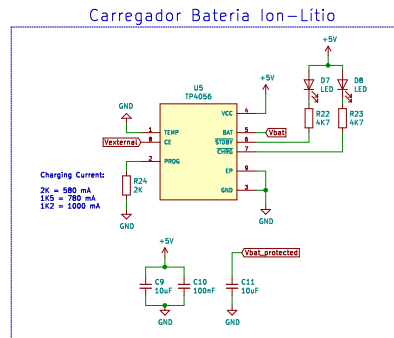 Carregador Bateria Ion-Lítio
+5V
U5
TP4056
+5V
D7
LED
D8
LED
GND
VCC 4
R22
4K7
R23
4K7
1 TEMP
BAT 5
Vbat
Vexternal
8 CE
STDBY 6
CHRG 7
2 PROG
EP 9
Charging Current:
R24
2K
GND 3
2K = 580 mA
1K5 = 780 mA
1K2 = 1000 mA
GND
GND
+5V
Vbat_protected
C9
10uF
C10
100nF
C11
10uF
GND
GND